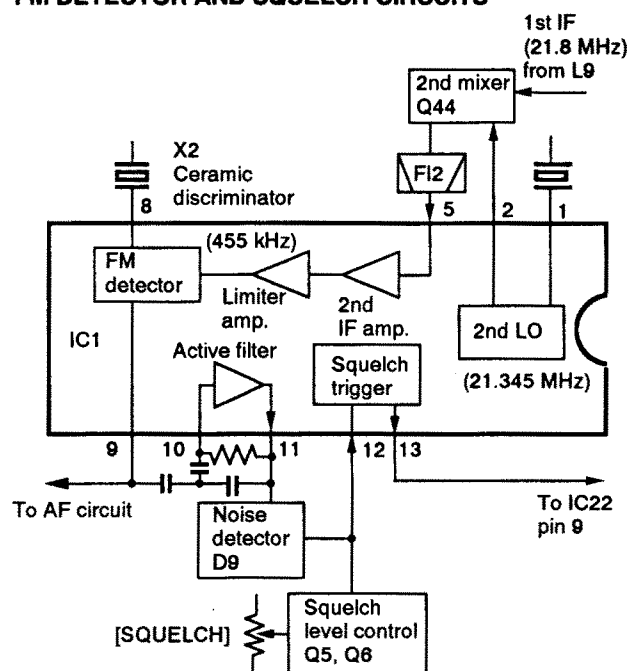 FM DETECTOR AND SQUELCH CIRCUITS
1st IF
(21.8 MHz)
from L9
2nd mixer
Q44
X2
Ceramic
discriminator
FI2
8
5
2
1
(455 kHz)
FM
detector
Limiter
amp.
2nd
IF amp.
2nd LO
(21.345 MHz)
IC1
Active filter
Squelch
trigger
9
10
11
12
13
To AF circuit
To IC22
pin 9
Noise
detector
D9
[SQUELCH]
Squelch
level control
Q5, Q6